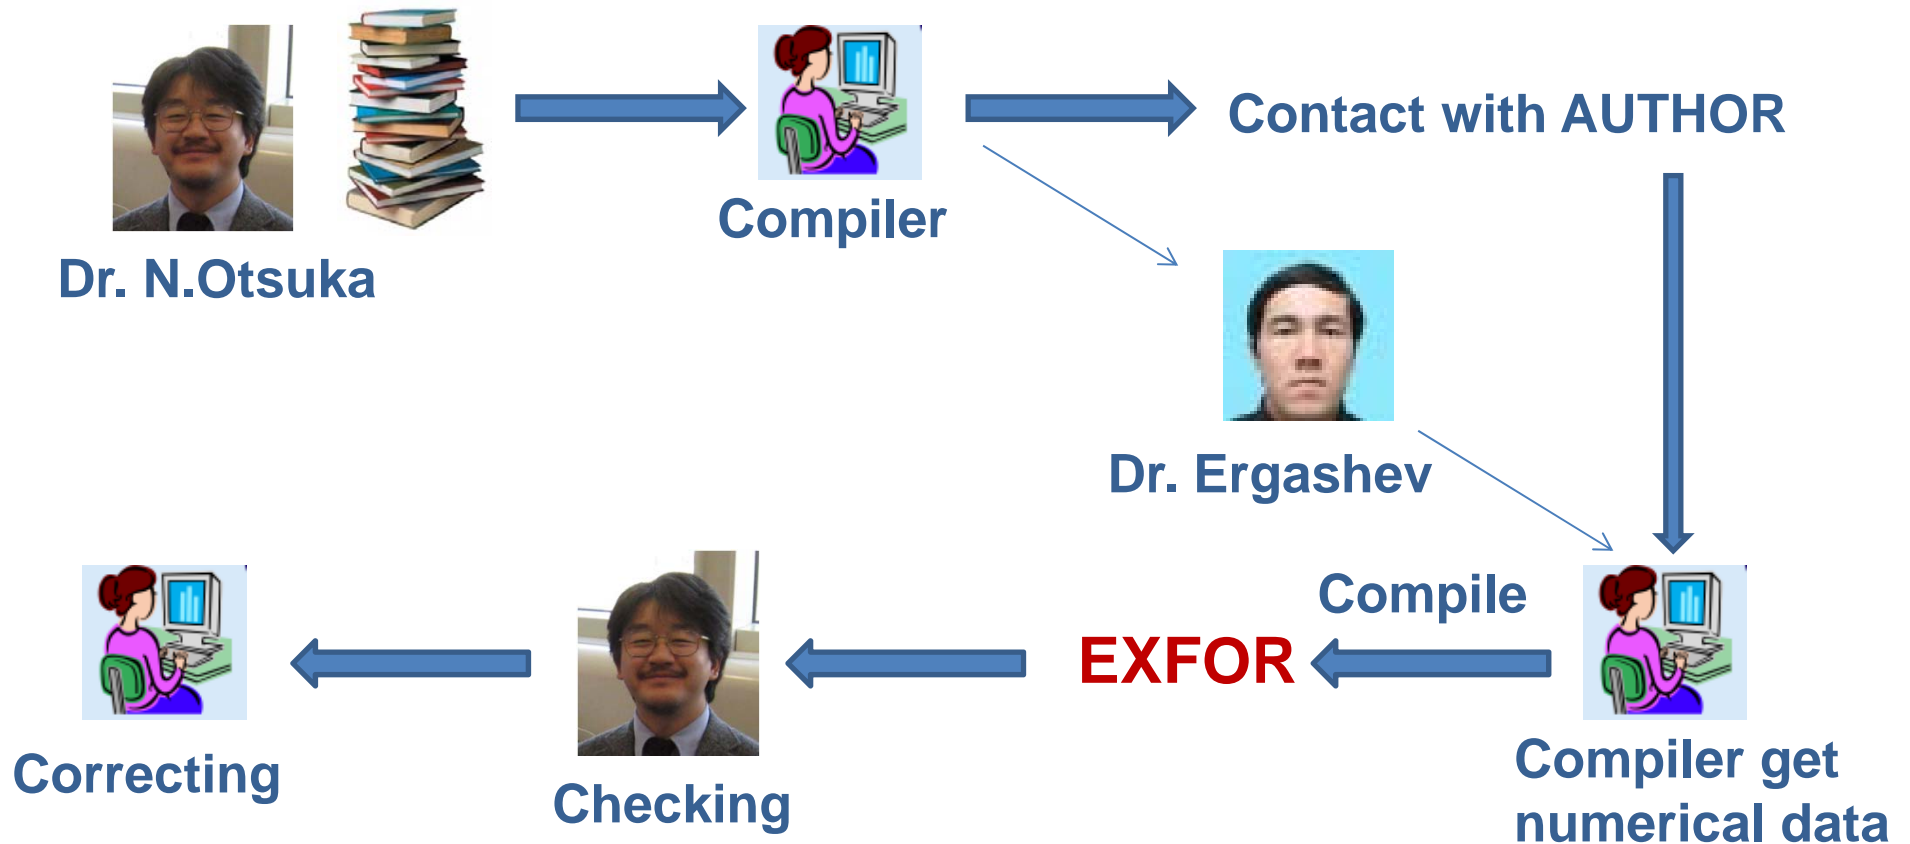 Contact with AUTHOR
Compiler
Dr. N.Otsuka
Dr. Ergashev
Compile
EXFOR
Compiler get
numerical data
Checking
Correcting